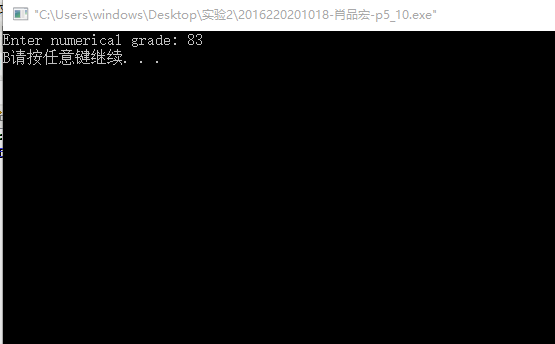 "C:\Users\windows\Desktop\实验2\2016220201018-肖品宏-p5_10.exe"
Enter numerical grade: 83
B请按任意键继续. . .